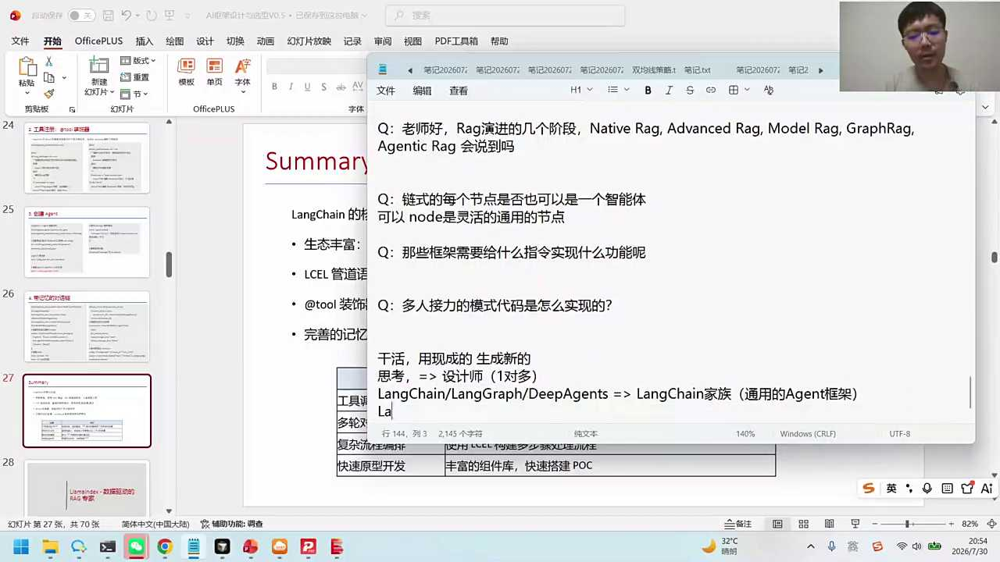 自动保存 关 AI框架设计与选型V0.5 • 已保存到这台电脑 搜索
文件 开始 OfficePLUS 插入 绘图 设计 切换 动画 幻灯片放映 记录 审阅 视图 PDF工具箱 帮助
粘贴 新建 幻灯片 版式 重置 节 模板 单页 字体
剪贴板 幻灯片 OfficePLUS 字体
笔记2026072 笔记2026072 笔记2026072 笔记2026072 双均线策略.t 笔记.txt 笔记2026072 笔记2
文件 编辑 查看 H1
Q：老师好，Rag演进的几个阶段，Native Rag, Advanced Rag, Model Rag, GraphRag,
Agentic Rag 会说到吗
Q：链式的每个节点是否也可以是一个智能体
可以 node是灵活的通用的节点
Q：那些框架需要给什么指令实现什么功能呢
Q：多人接力的模式代码是怎么实现的？
干活，用现成的 生成新的
思考，=> 设计师（1对多）
LangChain/LangGraph/DeepAgents => LangChain家族（通用的Agent框架）
La
行 144，列 3 2,145 个字符 纯文本 140% Windows (CRLF) UTF-8
24
2. 工具注册：@tool 装饰器
25
3. 创建 Agent
26
4. 带记忆的对话链
27
Summary
28
LlamaIndex - 数据驱动的
RAG 专家
Summary
LangChain 的核
• 生态丰富：
• LCEL 管道语
• @tool 装饰
• 完善的记忆
工具调
多轮对
复杂流程编排 使用 LCEL 构建多步骤处理流程
快速原型开发 丰富的组件库，快速搭建 POC
英
幻灯片 第 27 张，共 70 张 简体中文(中国大陆) 辅助功能: 调查 备注 82%
32°C
晴朗
英
20:54
2026/7/30